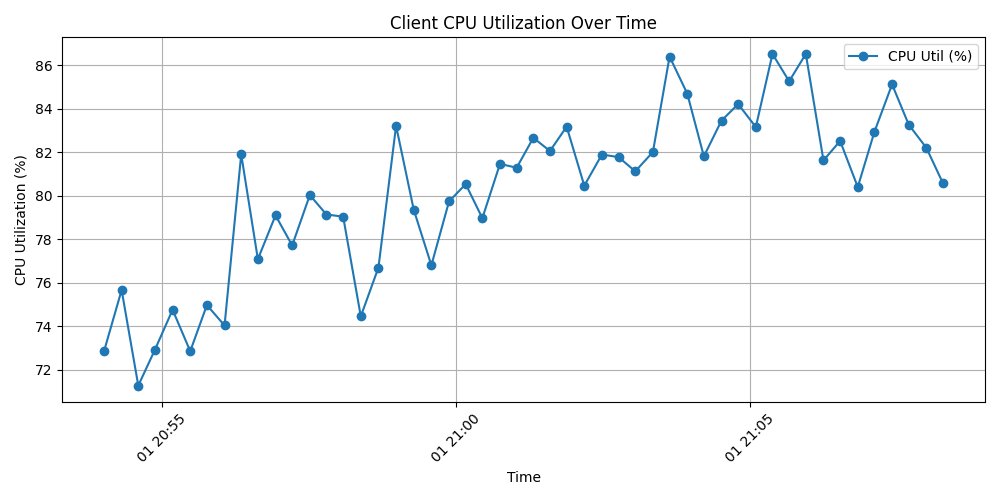 Client CPU Utilization Over Time
CPU Util (%)
CPU Utilization (%)
86
84
82
80
78
76
74
72
01 20:55
01 21:00
01 21:05
Time